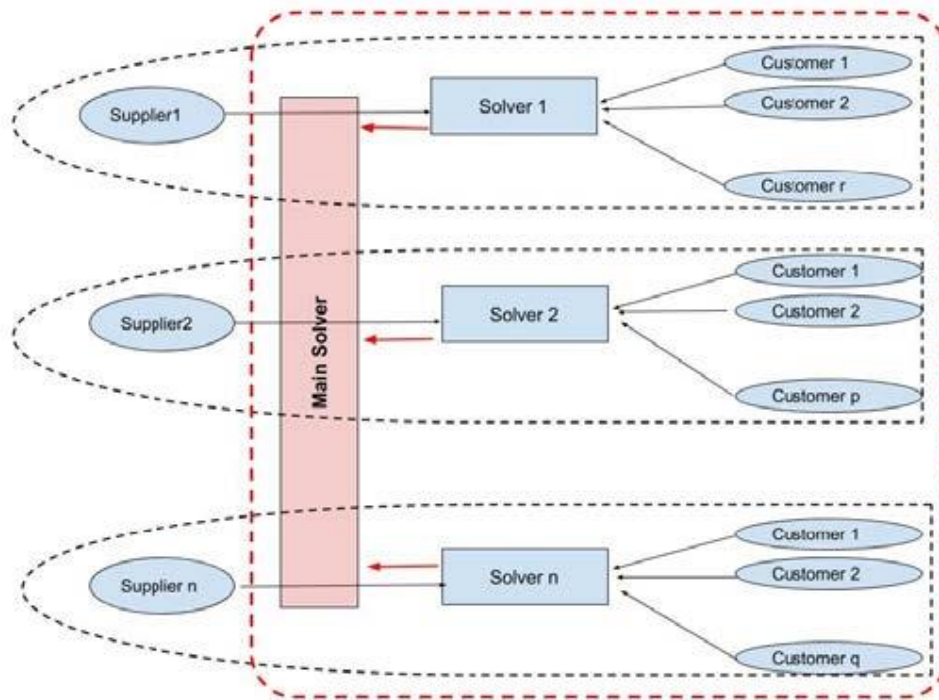 Customer 1
Supplier1
Solver 1
Customer 2
Customer r
Customer 1
Supplier2
Solver 2
Customer 2
Main Solver
Customer p
Customer 1
Supplier n
Solver n
Customer 2
Customer q